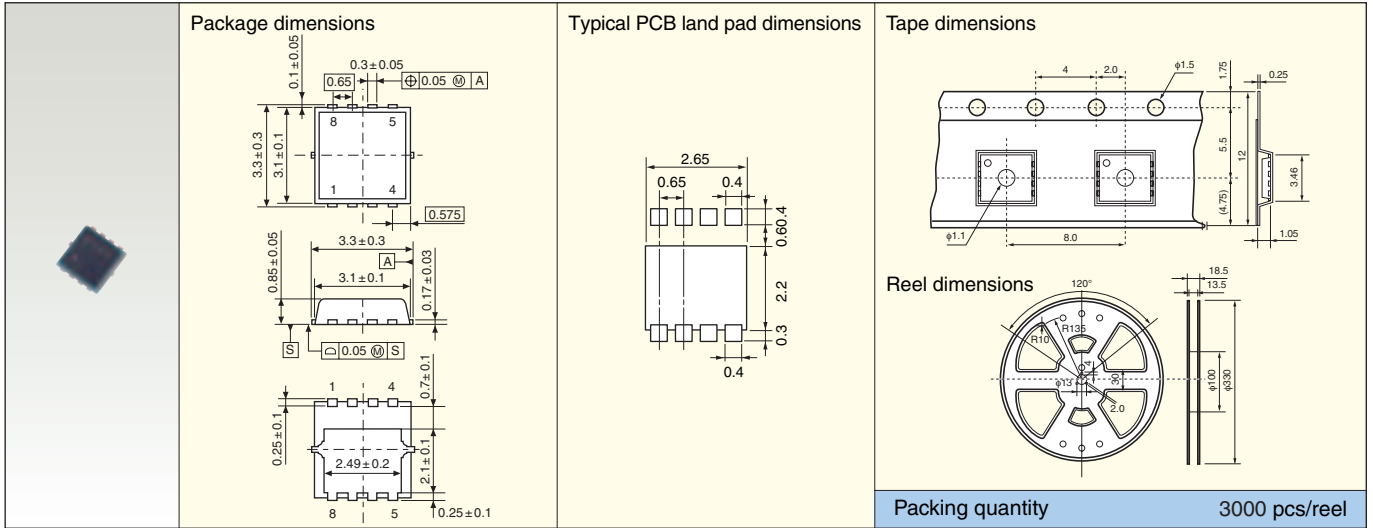 Package dimensions
0.1±0.05
0.65
0.3±0.05
0.05 Ⓜ A
8 5
3.3±0.3
3.1±0.1
1 4
0.575
3.3±0.3
A
3.1±0.1
0.85±0.05
0.17±0.03
S
0.05 Ⓜ S
1 4
0.7±0.1
0.25±0.1
2.49±0.2
2.1±0.1
8 5
0.25±0.1
Typical PCB land pad dimensions
2.65
0.65
0.4
0.4
0.6
2.2
0.3
0.4
Tape dimensions
4
2.0
ϕ1.5
1.75
0.25
5.5
12
(4.75)
3.46
ϕ1.1
8.0
1.05
Reel dimensions
120°
18.5
13.5
R135
R10
4
ϕ13
30
2.0
ϕ100
ϕ330
Packing quantity 3000 pcs/reel